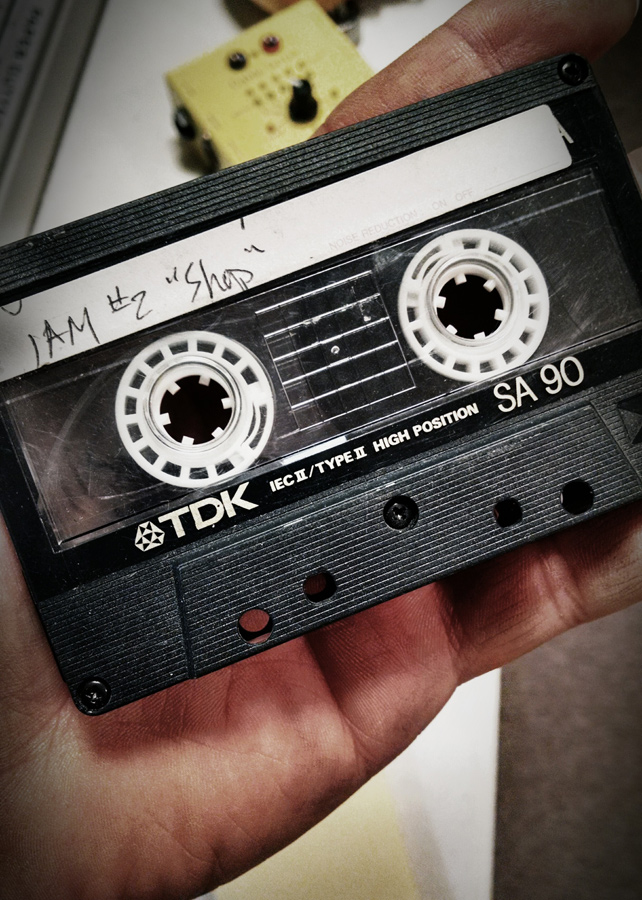 A
NOISE REDUCTION ON OFF
JAM #2 "Shop"
SA 90
IEC II/TYPE II HIGH POSITION
TDK